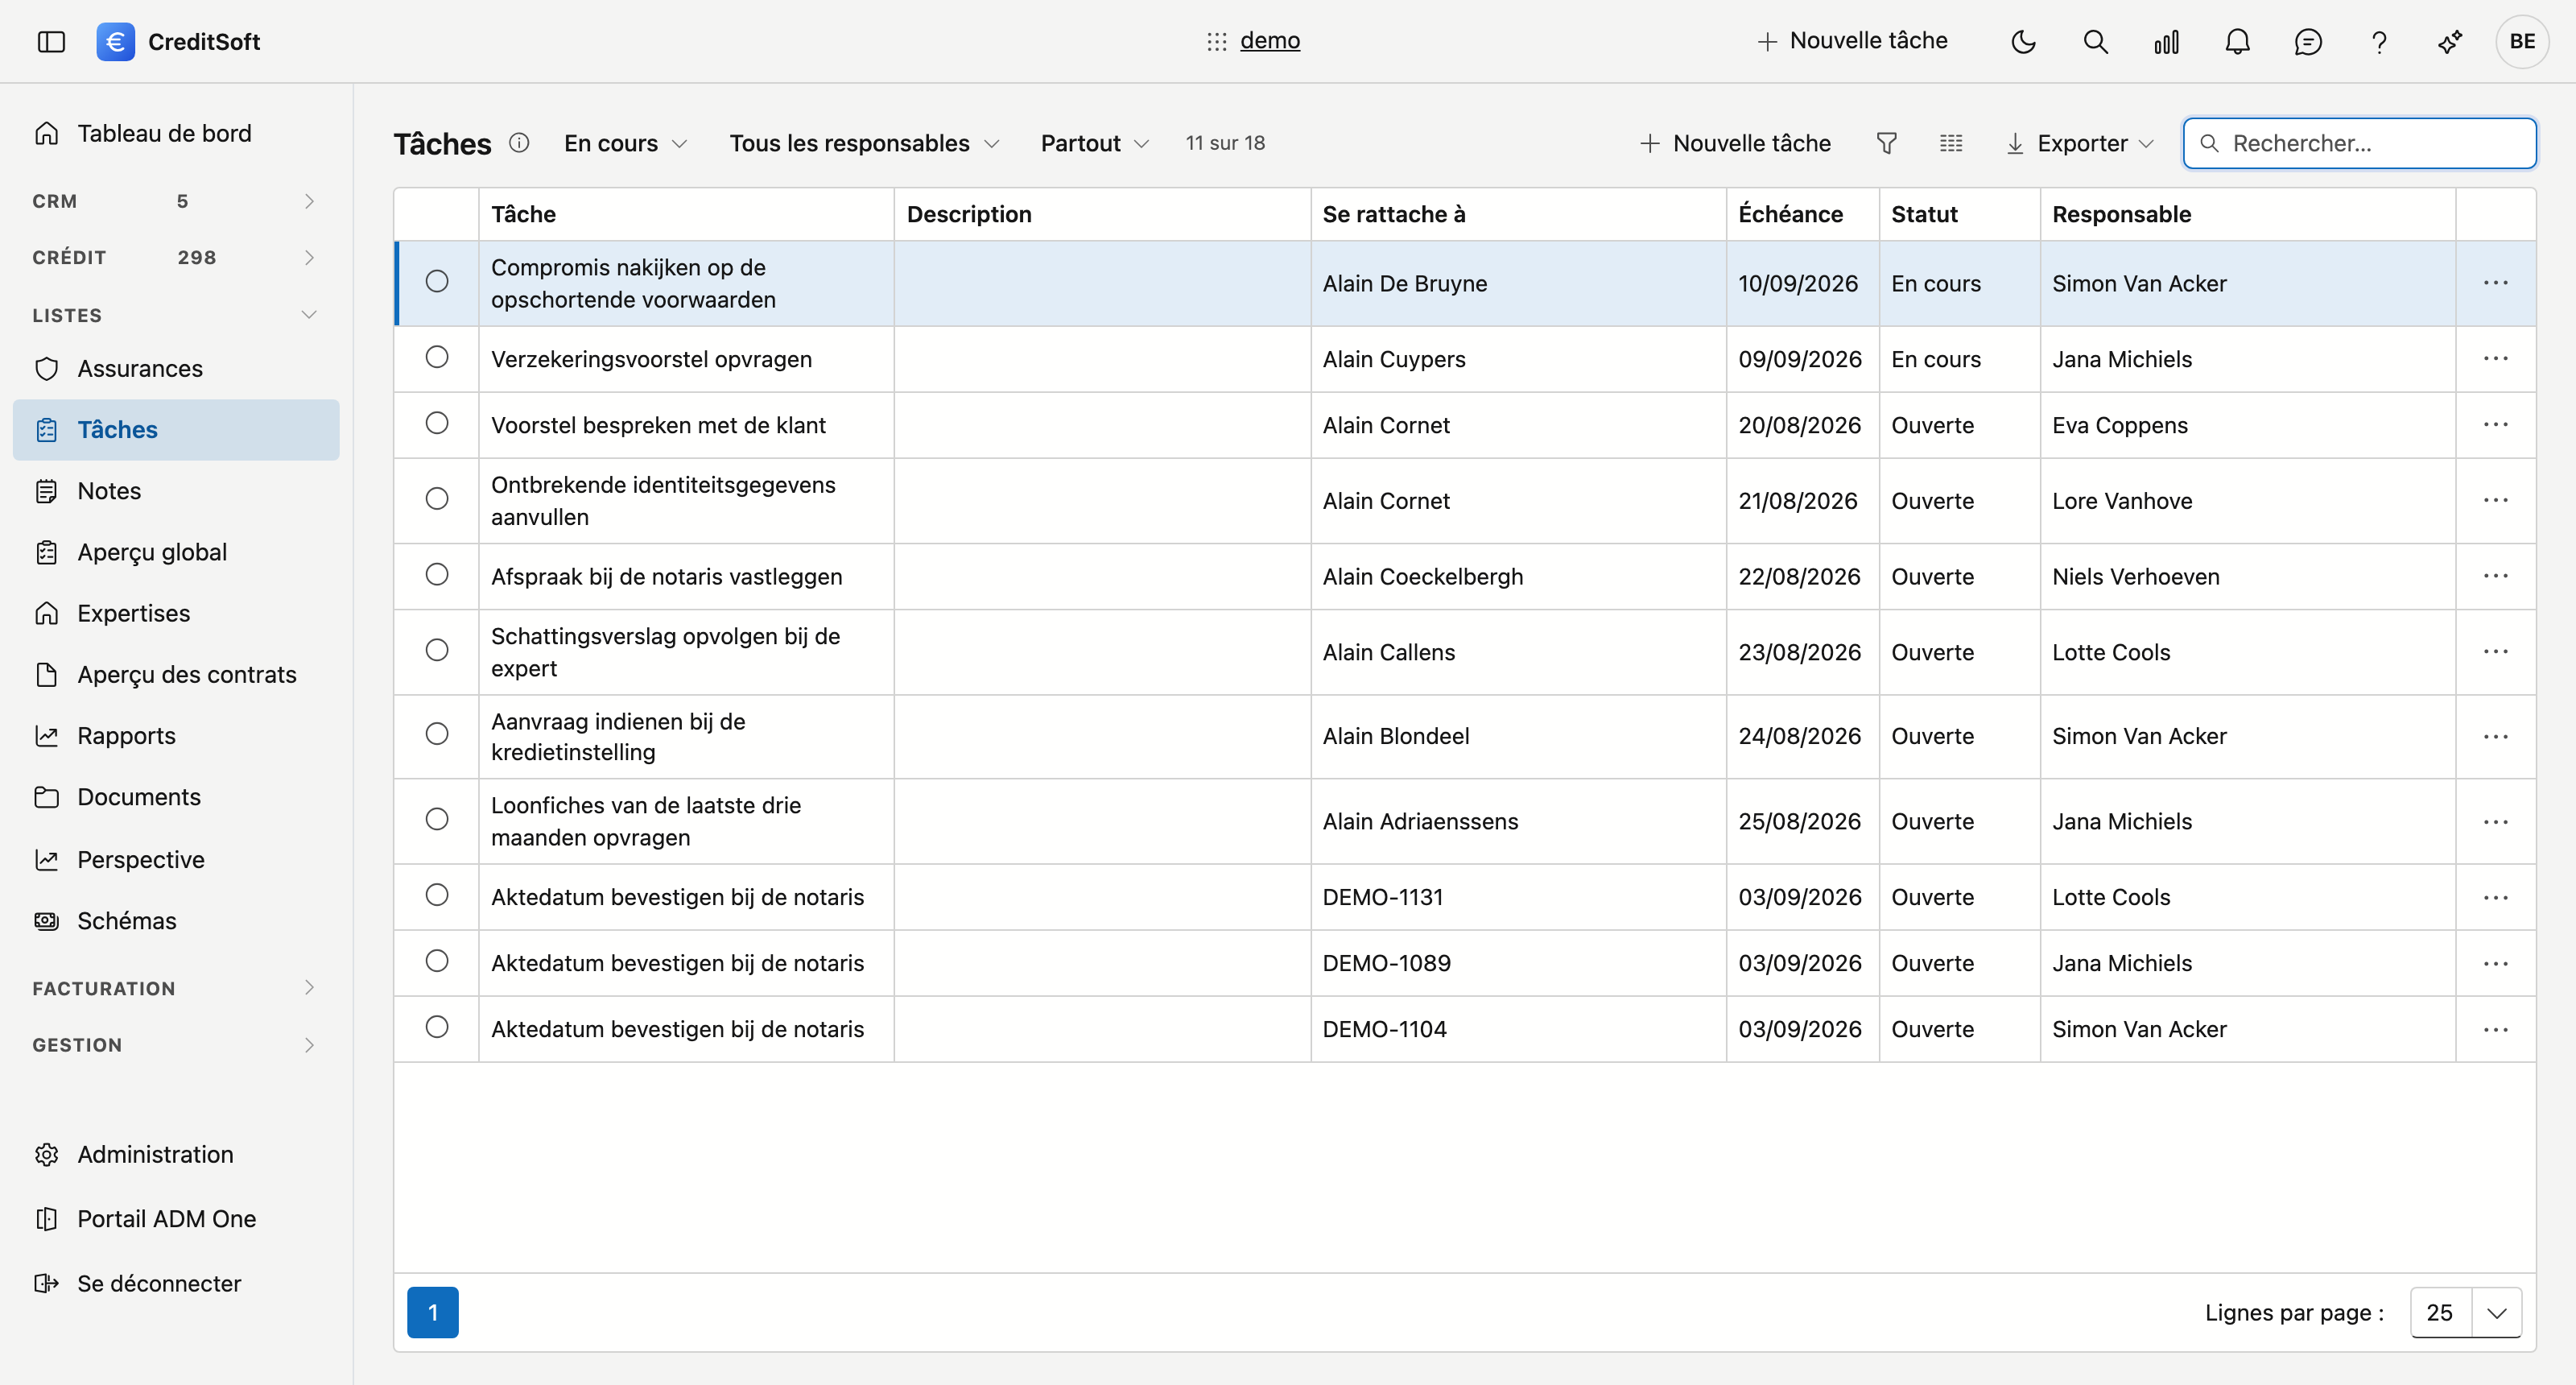 € CreditSoft
demo
Nouvelle tâche
BE
Tableau de bord
CRM 5
CRÉDIT 298
LISTES
Assurances
Tâches
Notes
Aperçu global
Expertises
Aperçu des contrats
Rapports
Documents
Perspective
Schémas
FACTURATION
GESTION
Administration
Portail ADM One
Se déconnecter
Tâches En cours Tous les responsables Partout 11 sur 18 Nouvelle tâche Exporter Rechercher...
Tâche Description Se rattache à Échéance Statut Responsable
Compromis nakijken op de
opschortende voorwaarden
Alain De Bruyne 10/09/2026 En cours Simon Van Acker
Verzekeringsvoorstel opvragen Alain Cuypers 09/09/2026 En cours Jana Michiels
Voorstel bespreken met de klant Alain Cornet 20/08/2026 Ouverte Eva Coppens
Ontbrekende identiteitsgegevens
aanvullen
Alain Cornet 21/08/2026 Ouverte Lore Vanhove
Afspraak bij de notaris vastleggen Alain Coeckelbergh 22/08/2026 Ouverte Niels Verhoeven
Schattingsverslag opvolgen bij de
expert
Alain Callens 23/08/2026 Ouverte Lotte Cools
Aanvraag indienen bij de
kredietinstelling
Alain Blondeel 24/08/2026 Ouverte Simon Van Acker
Loonfiches van de laatste drie
maanden opvragen
Alain Adriaenssens 25/08/2026 Ouverte Jana Michiels
Aktedatum bevestigen bij de notaris DEMO-1131 03/09/2026 Ouverte Lotte Cools
Aktedatum bevestigen bij de notaris DEMO-1089 03/09/2026 Ouverte Jana Michiels
Aktedatum bevestigen bij de notaris DEMO-1104 03/09/2026 Ouverte Simon Van Acker
1 Lignes par page : 25